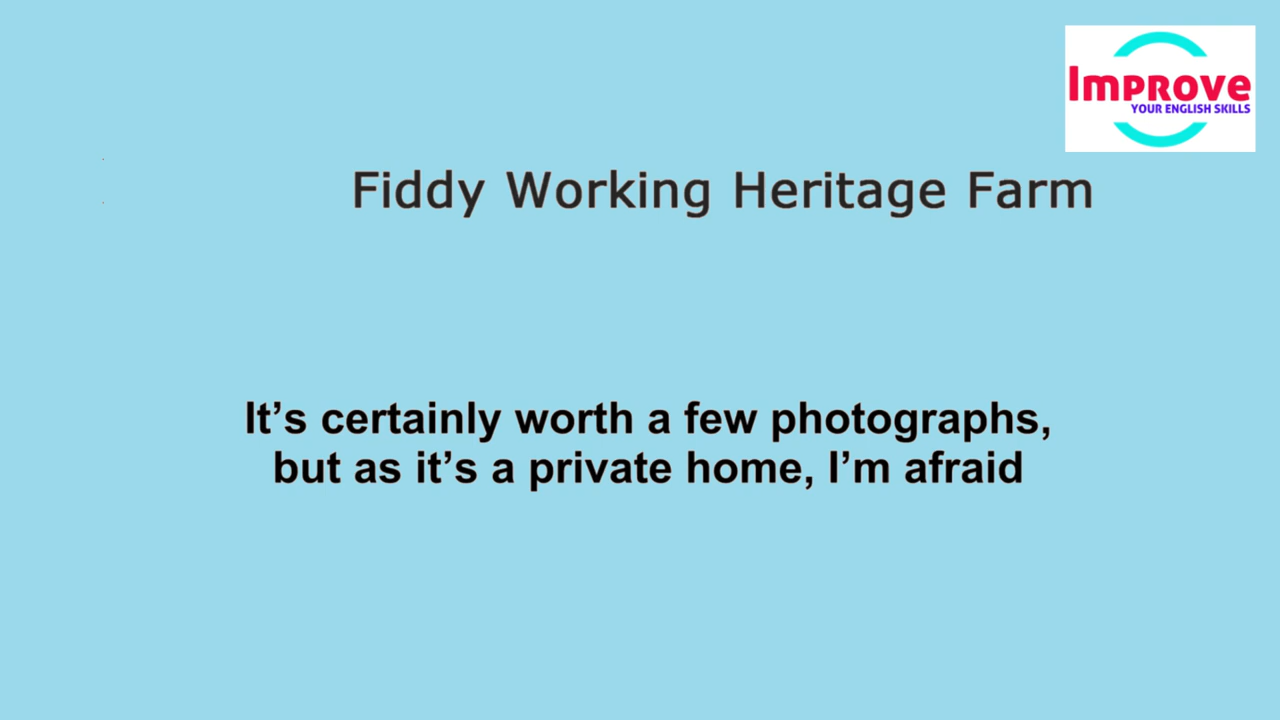 Improve
YOUR ENGLISH SKILLS
Fiddy Working Heritage Farm
It’s certainly worth a few photographs,
but as it’s a private home, I’m afraid